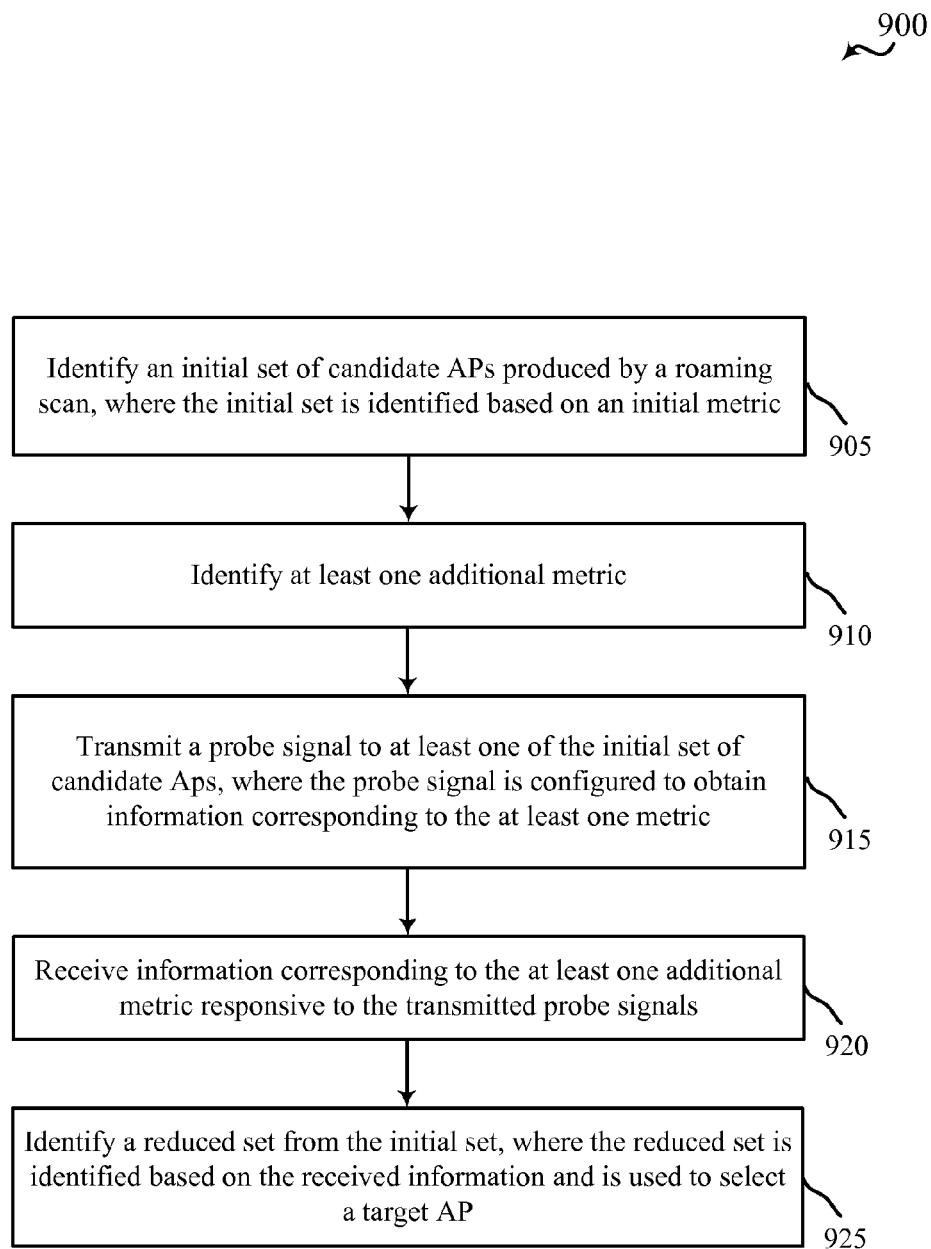 900
Identify an initial set of candidate APs produced by a roaming
scan, where the initial set is identified based on an initial metric
905
Identify at least one additional metric
910
Transmit a probe signal to at least one of the initial set of
candidate Aps, where the probe signal is configured to obtain
information corresponding to the at least one metric
915
Receive information corresponding to the at least one additional
metric responsive to the transmitted probe signals
920
Identify a reduced set from the initial set, where the reduced set is
identified based on the received information and is used to select
a target AP
925